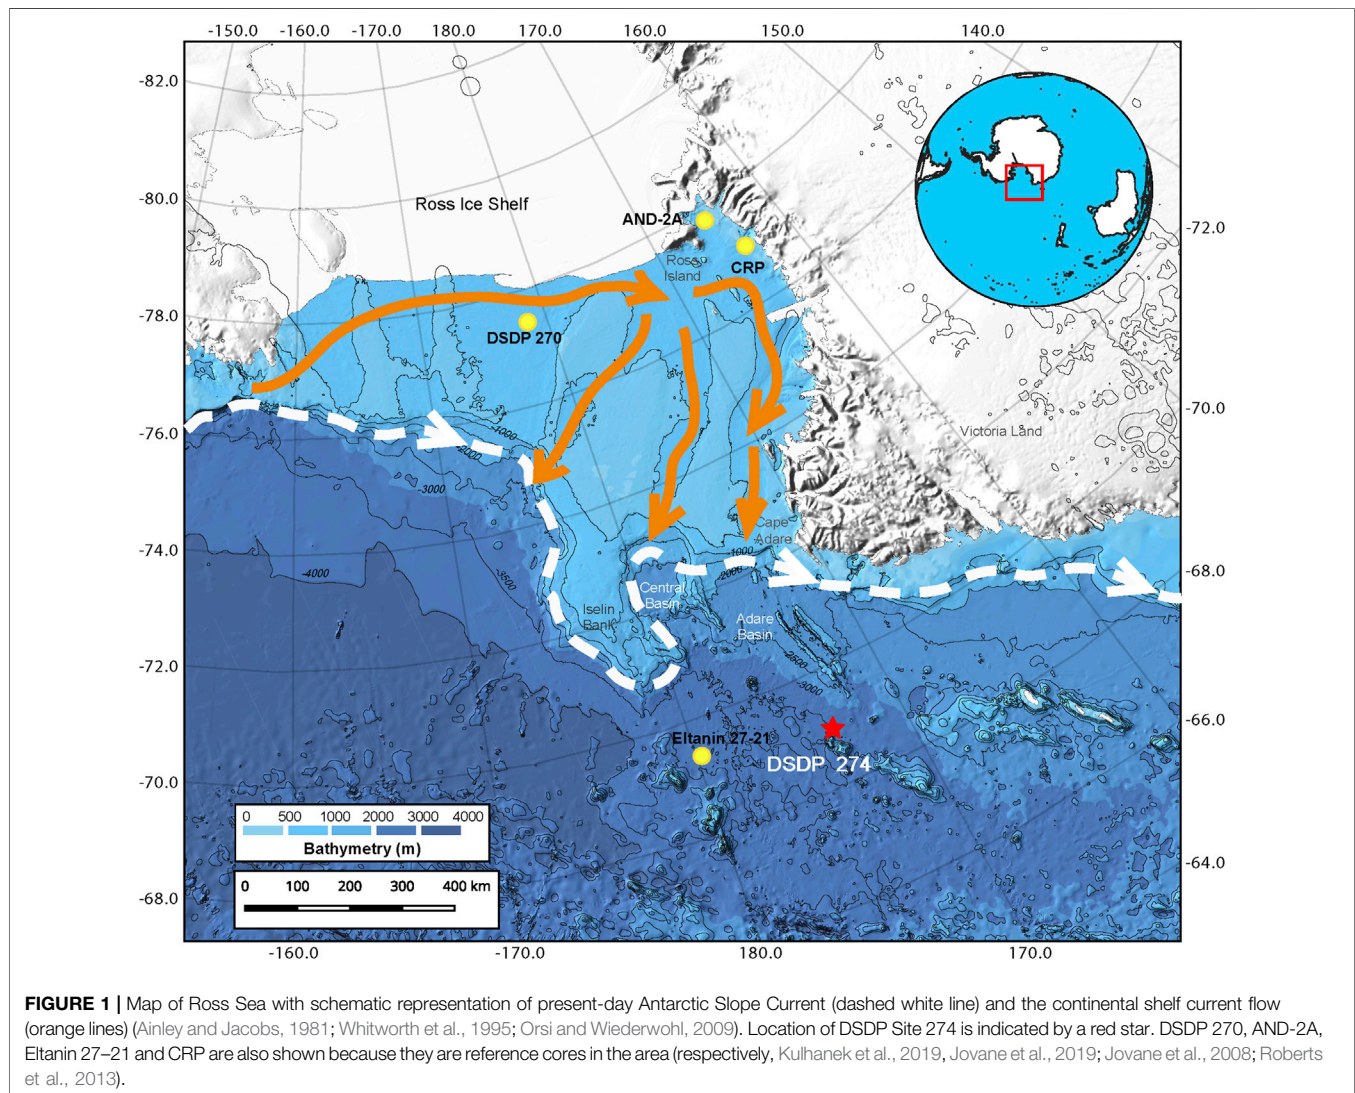 -150.0 -160.0 -170.0 180.0 170.0 160.0 150.0 140.0
-82.0
-80.0
-78.0
-76.0
-74.0
-72.0
-70.0
-68.0
-72.0
-70.0
-68.0
-66.0
-64.0
Ross Ice Shelf
AND-2A
CRP
Ross
Island
DSDP 270
Victoria Land
-1000
-2000
-3000
-3500
-4000
Cape
Adare
-1000
-2000
Central
Basin
Iselin
Bank
Adare
Basin
-2500
-3000
Eltanin 27-21
DSDP 274
0 500 1000 2000 3000 4000
Bathymetry (m)
0 100 200 300 400 km
-160.0 -170.0 180.0 170.0
FIGURE 1 | Map of Ross Sea with schematic representation of present-day Antarctic Slope Current (dashed white line) and the continental shelf current flow
(orange lines) (Ainley and Jacobs, 1981; Whitworth et al., 1995; Orsi and Wiederwohl, 2009). Location of DSDP Site 274 is indicated by a red star. DSDP 270, AND-2A,
Eltanin 27–21 and CRP are also shown because they are reference cores in the area (respectively, Kulhanek et al., 2019, Jovane et al., 2019; Jovane et al., 2008; Roberts
et al., 2013).